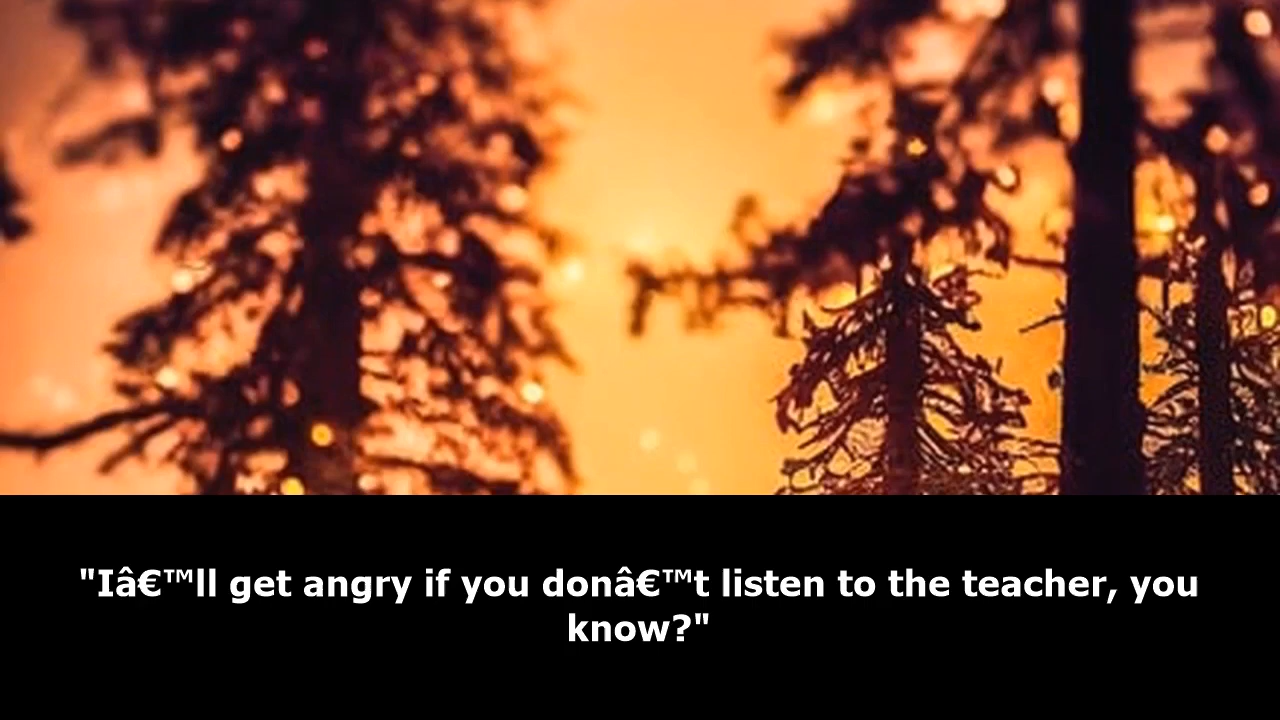 "Iâ€™ll get angry if you donâ€™t listen to the teacher, you
know?"